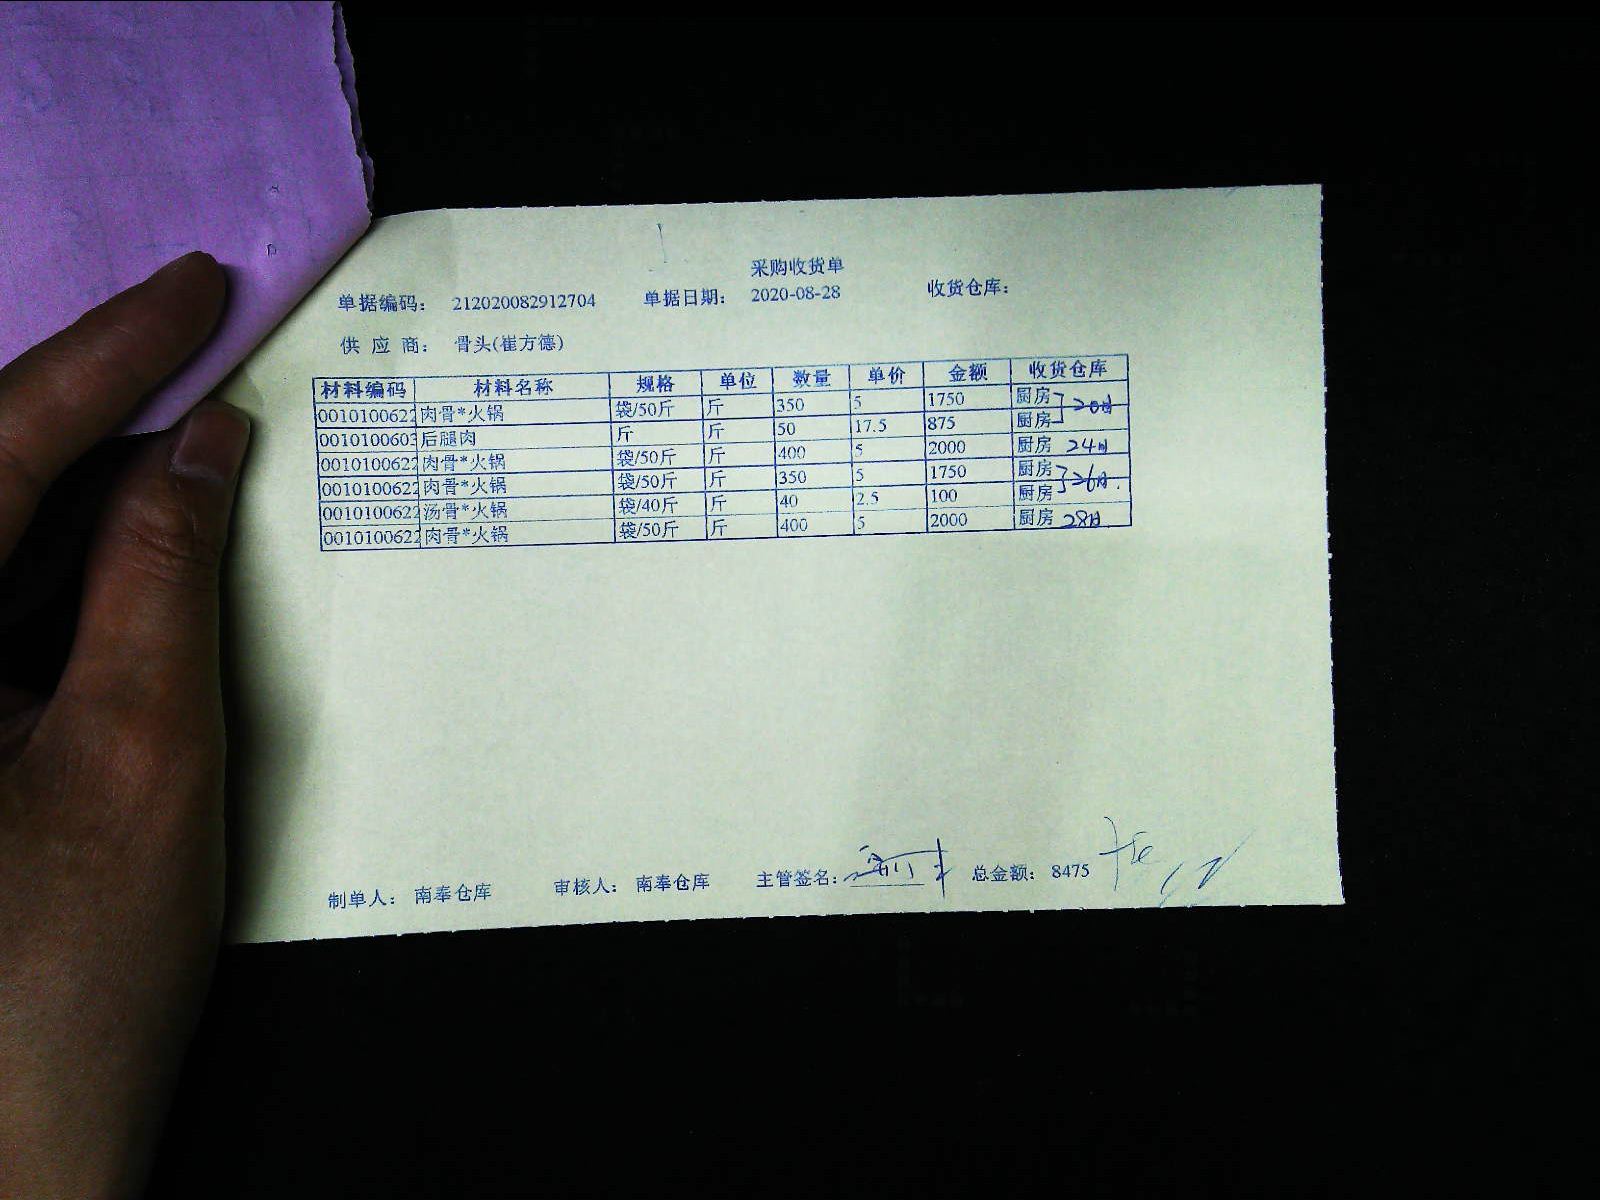 采购收货单
单据编码： 212020082912704 单据日期： 2020-08-28 收货仓库：
供 应 商： 骨头(崔方德)
材料编码 材料名称 规格 单位 数量 单价 金额 收货仓库
0010100622 肉骨*火锅 袋/50斤 斤 350 5 1750 厨房 20日
0010100603 后腿肉 斤 斤 50 17.5 875 厨房
0010100622 肉骨*火锅 袋/50斤 斤 400 5 2000 厨房 24日
0010100622 肉骨*火锅 袋/50斤 斤 350 5 1750 厨房 26日
0010100622 汤骨*火锅 袋/40斤 斤 40 2.5 100 厨房
0010100622 肉骨*火锅 袋/50斤 斤 400 5 2000 厨房 28日
制单人： 南奉仓库 审核人： 南奉仓库 主管签名： 总金额： 8475